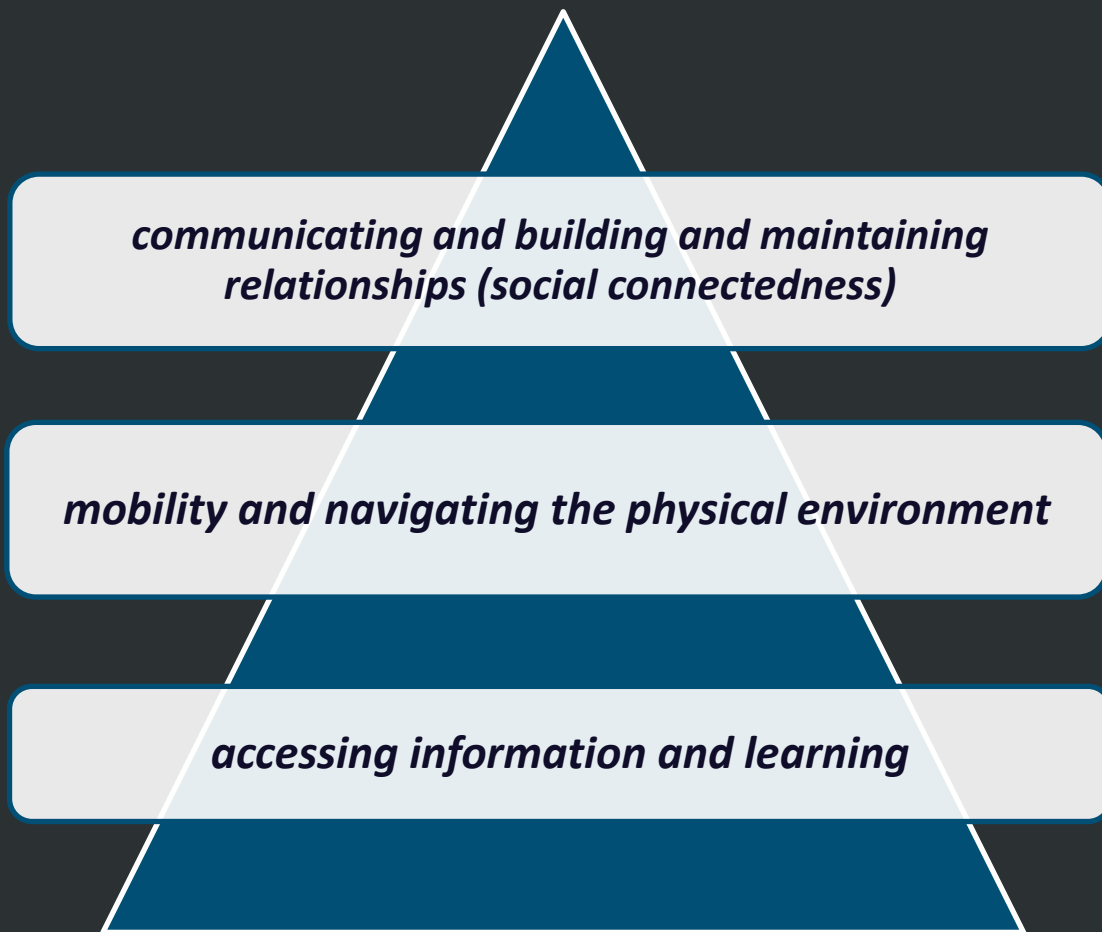 communicating and building and maintaining
relationships (social connectedness)
mobility and navigating the physical environment
accessing information and learning